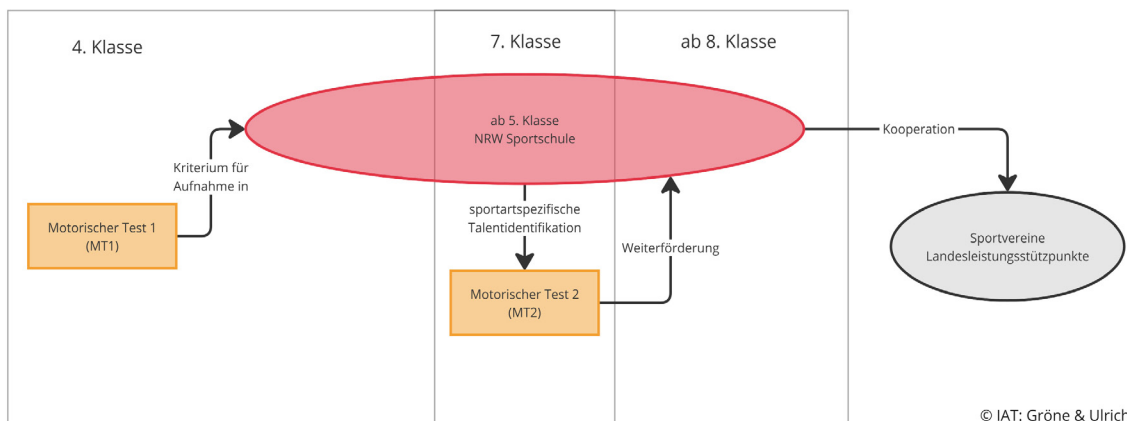 4. Klasse
7. Klasse
ab 8. Klasse
ab 5. Klasse
NRW Sportschule
Kooperation
Kriterium für
Aufnahme in
Motorischer Test 1
(MT1)
sportartspezifische
Talentidentifikation
Weiterförderung
Sportvereine
Landesleistungsstützpunkte
Motorischer Test 2
(MT2)
© IAT: Gröne & Ulrich